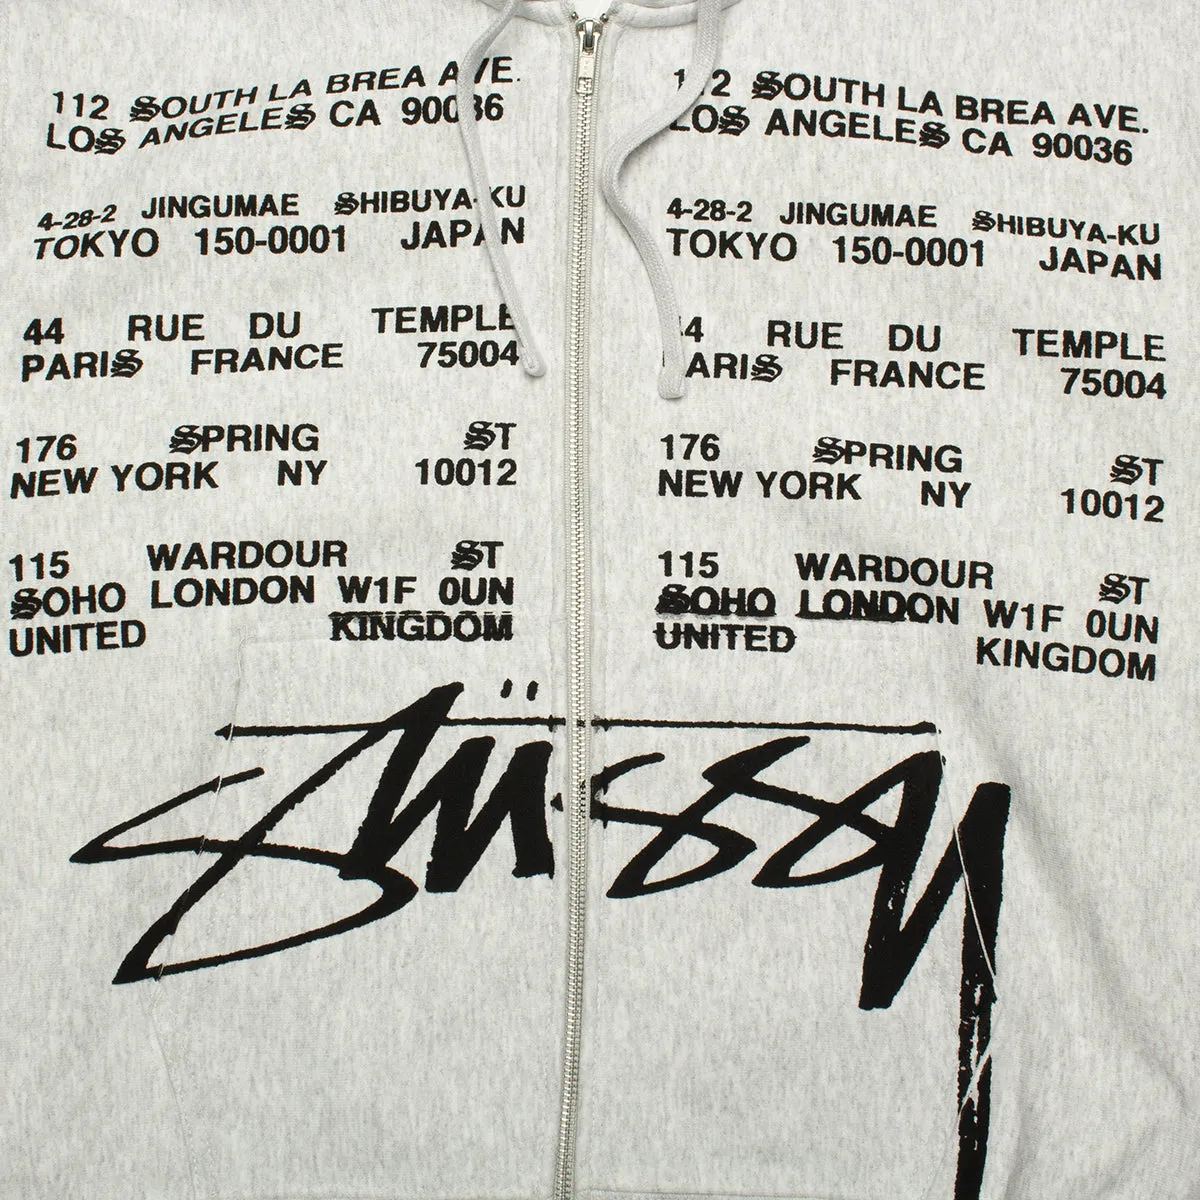 112 SOUTH LA BREA AVE.
LOS ANGELES CA 90036
4-28-2 JINGUMAE SHIBUYA-KU
TOKYO 150-0001 JAPAN
44 RUE DU TEMPLE
PARIS FRANCE 75004
176 SPRING ST
NEW YORK NY 10012
115 WARDOUR ST
SOHO LONDON W1F 0UN
UNITED KINGDOM
112 SOUTH LA BREA AVE.
LOS ANGELES CA 90036
4-28-2 JINGUMAE SHIBUYA-KU
TOKYO 150-0001 JAPAN
44 RUE DU TEMPLE
PARIS FRANCE 75004
176 SPRING ST
NEW YORK NY 10012
115 WARDOUR ST
SOHO LONDON W1F 0UN
UNITED KINGDOM
Stüssy